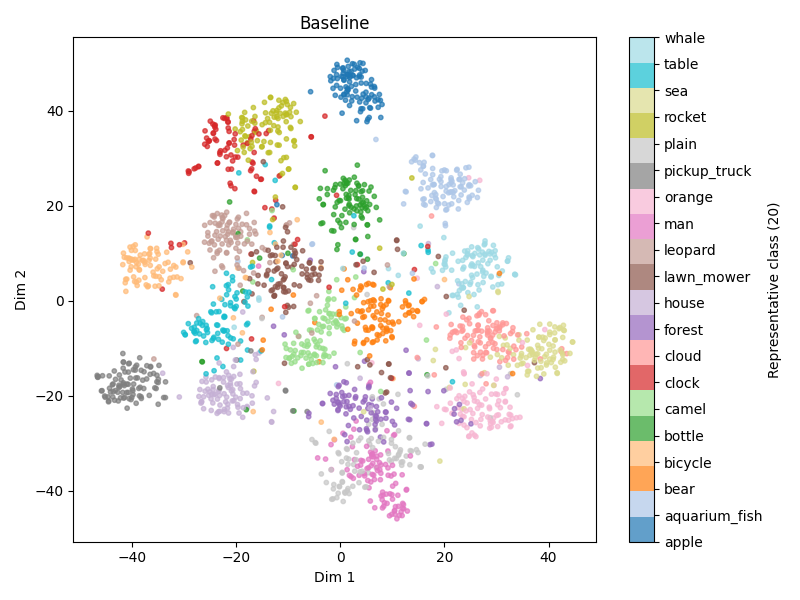 Baseline
Dim 2
40
20
0
−20
−40
−40
−20
0
20
40
Dim 1
whale
table
sea
rocket
plain
pickup_truck
orange
man
leopard
lawn_mower
house
forest
cloud
clock
camel
bottle
bicycle
bear
aquarium_fish
apple
Representative class (20)